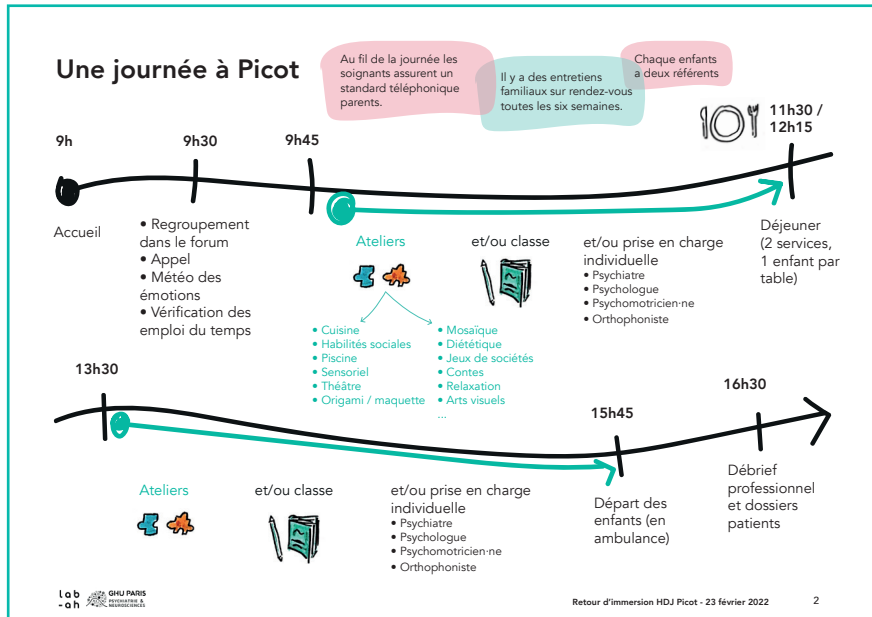 Une journée à Picot
Au fil de la journée les
soignants assurent un
standard téléphonique
parents.
Il y a des entretiens
familiaux sur rendez-vous
toutes les six semaines.
Chaque enfants
a deux référents
9h
9h30
9h45
11h30 /
12h15
Accueil
• Regroupement
dans le forum
• Appel
• Météo des
émotions
• Vérification des
emploi du temps
Ateliers
et/ou classe
et/ou prise en charge
individuelle
• Psychiatre
• Psychologue
• Psychomotricien·ne
• Orthophoniste
Déjeuner
(2 services,
1 enfant par
table)
• Cuisine
• Habilités sociales
• Piscine
• Sensoriel
• Théâtre
• Origami / maquette
• Mosaïque
• Diététique
• Jeux de sociétés
• Contes
• Relaxation
• Arts visuels
...
13h30
15h45
16h30
Ateliers
et/ou classe
et/ou prise en charge
individuelle
• Psychiatre
• Psychologue
• Psychomotricien·ne
• Orthophoniste
Départ des
enfants (en
ambulance)
Débrief
professionnel
et dossiers
patients
lab
-ah
GHU PARIS
PSYCHIATRIE &
NEUROSCIENCES
Retour d'immersion HDJ Picot - 23 février 2022
2